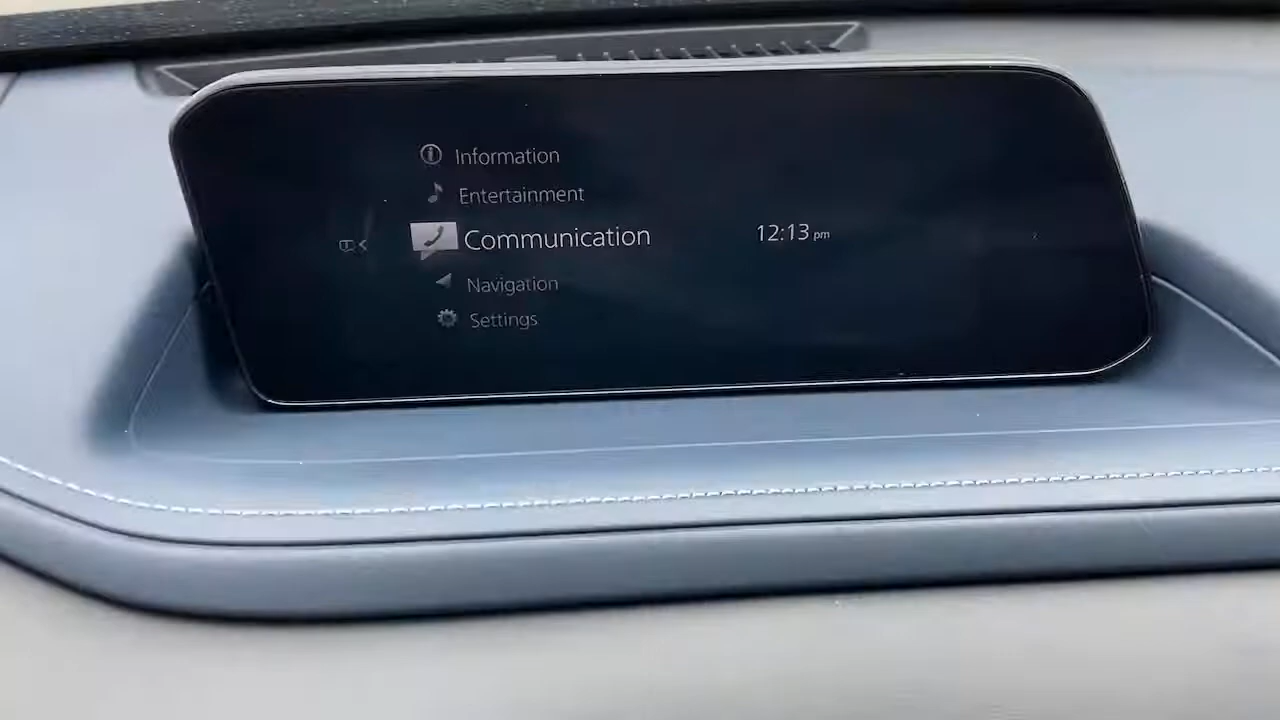 Information
Entertainment
Communication
12:13 pm
Navigation
Settings